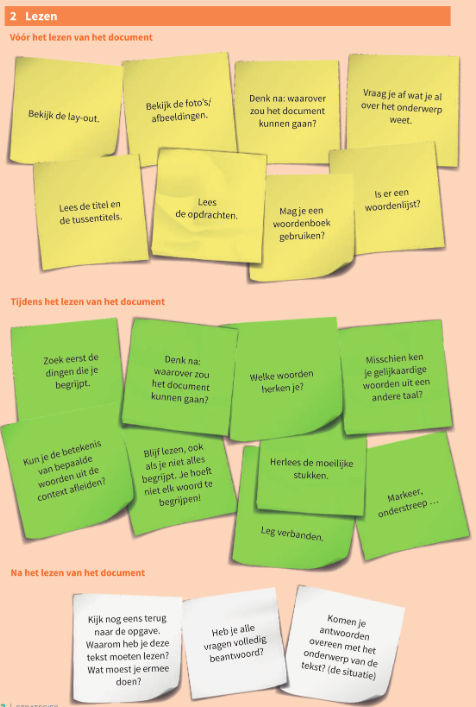 2 Lezen
Vóór het lezen van het document
Bekijk de lay-out.
Bekijk de foto's/
afbeeldingen.
Denk na: waarover
zou het document
kunnen gaan?
Vraag je af wat je al
over het onderwerp
weet.
Lees de titel en
de tussentitels.
Lees
de opdrachten.
Mag je een
woordenboek
gebruiken?
Is er een
woordenlijst?
Tijdens het lezen van het document
Zoek eerst de
dingen die je
begrijpt.
Denk na:
waarover zou
het document
kunnen gaan?
Welke woorden
herken je?
Misschien ken
je gelijkaardige
woorden uit een
andere taal?
Kun je de betekenis
van bepaalde
woorden uit de
context afleiden?
Blijf lezen, ook
als je niet alles
begrijpt. Je hoeft
niet elk woord te
begrijpen!
Herlees de moeilijke
stukken.
Leg verbanden.
Markeer,
onderstreep ...
Na het lezen van het document
Kijk nog eens terug
naar de opgave.
Waarom heb je deze
tekst moeten lezen?
Wat moest je ermee
doen?
Heb je alle
vragen volledig
beantwoord?
Komen je
antwoorden
overeen met het
onderwerp van de
tekst? (de situatie)